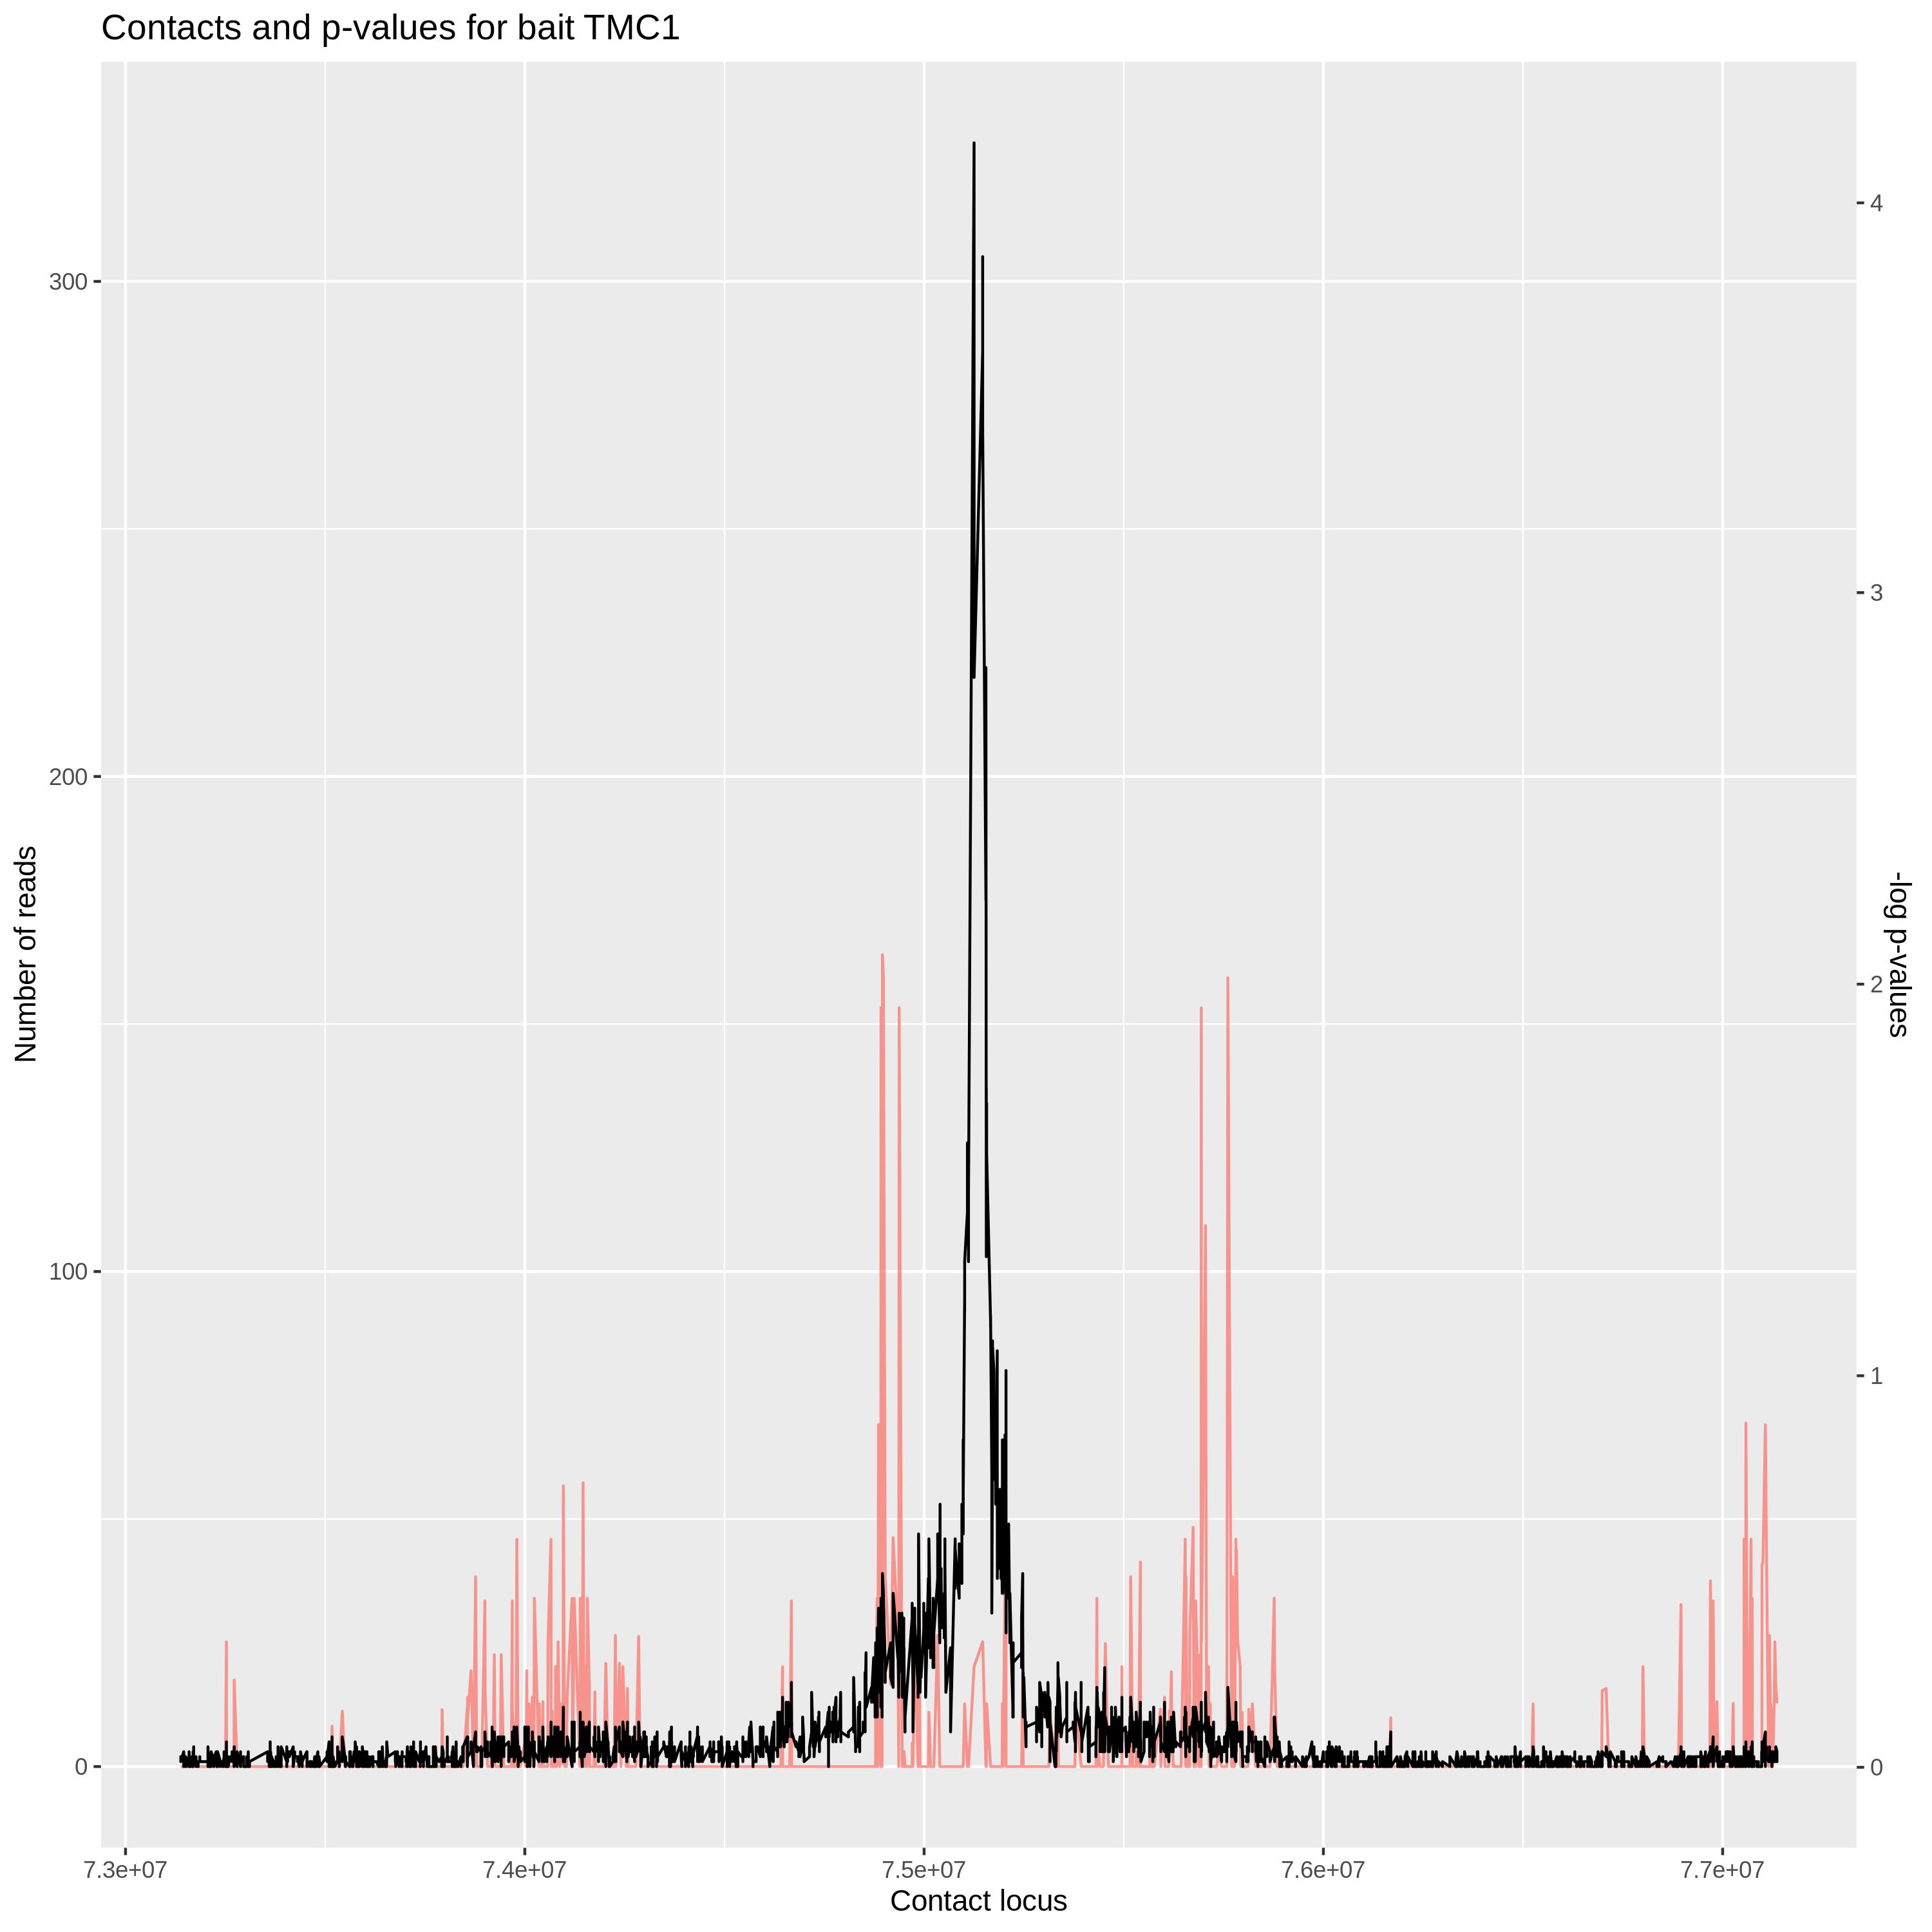 Contacts and p-values for bait TMC1
Number of reads
300
200
100
0
4
3
2
1
0
-log p-values
7.3e+07
7.4e+07
7.5e+07
7.6e+07
7.7e+07
Contact locus